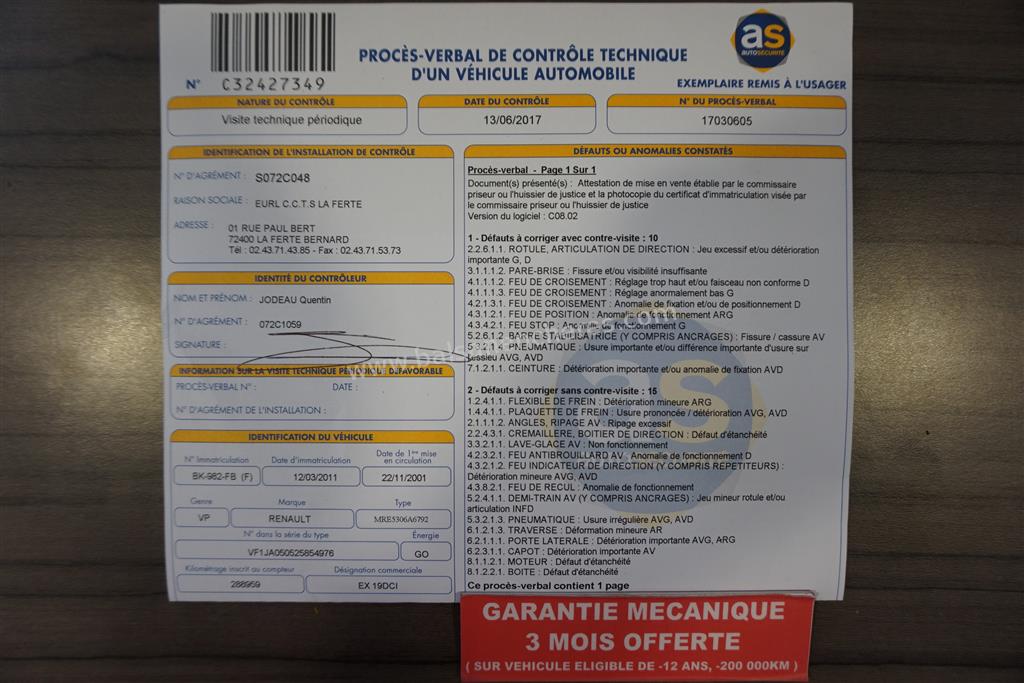 as
AUTOSECURITE
PROCÈS-VERBAL DE CONTRÔLE TECHNIQUE
D'UN VÉHICULE AUTOMOBILE
N° C32427349
EXEMPLAIRE REMIS À L'USAGER
NATURE DU CONTRÔLE
Visite technique périodique
DATE DU CONTRÔLE
13/06/2017
N° DU PROCÈS-VERBAL
17030605
IDENTIFICATION DE L'INSTALLATION DE CONTRÔLE
N° D'AGRÉMENT : S072C048
RAISON SOCIALE : EURL C.C.T.S LA FERTE
ADRESSE : 01 RUE PAUL BERT
72400 LA FERTE BERNARD
Tél : 02.43.71.43.85 - Fax : 02.43.71.53.73
IDENTITÉ DU CONTRÔLEUR
NOM ET PRÉNOM : JODEAU Quentin
N° D'AGRÉMENT : 072C1059
SIGNATURE :
INFORMATION SUR LA VISITE TECHNIQUE PÉRIODIQUE DÉFAVORABLE
PROCÈS-VERBAL N° : DATE :
N° D'AGRÉMENT DE L'INSTALLATION :
IDENTIFICATION DU VÉHICULE
N° Immatriculation
BK-982-FB (F)
Date d'immatriculation
12/03/2011
Date de 1ère mise
en circulation
22/11/2001
Genre
VP
Marque
RENAULT
Type
MRE5306A6792
N° dans la série du type
VF1JA050525854976
Énergie
GO
Kilométrage inscrit au compteur
288959
Désignation commerciale
EX 19DCI
DÉFAUTS OU ANOMALIES CONSTATÉS
Procès-verbal - Page 1 Sur 1
Document(s) présenté(s) : Attestation de mise en vente établie par le commissaire
priseur ou l'huissier de justice et la photocopie du certificat d'immatriculation visée par
le commissaire priseur ou l'huissier de justice
Version du logiciel : C08.02
1 - Défauts à corriger avec contre-visite : 10
2.2.6.1.1. ROTULE, ARTICULATION DE DIRECTION : Jeu excessif et/ou détérioration
importante G, D
3.1.1.1.2. PARE-BRISE : Fissure et/ou visibilité insuffisante
4.1.1.1.2. FEU DE CROISEMENT : Réglage trop haut et/ou faisceau non conforme D
4.1.1.1.3. FEU DE CROISEMENT : Réglage anormalement bas G
4.2.1.3.1. FEU DE CROISEMENT : Anomalie de fixation et/ou de positionnement D
4.3.1.2.1. FEU DE POSITION : Anomalie de fonctionnement ARG
4.3.4.2.1. FEU STOP : Anomalie de fonctionnement G
5.2.6.1.2. BARRE STABILISATRICE (Y COMPRIS ANCRAGES) : Fissure / cassure AV
5.3.2.1.1. PNEUMATIQUE : Usure importante et/ou différence importante d'usure sur
l'essieu AVG, AVD
7.1.2.1.1. CEINTURE : Détérioration importante et/ou anomalie de fixation AVD
2 - Défauts à corriger sans contre-visite : 15
1.2.4.1.1. FLEXIBLE DE FREIN : Détérioration mineure ARG
1.4.4.1.1. PLAQUETTE DE FREIN : Usure prononcée / détérioration AVG, AVD
2.1.1.1.2. ANGLES, RIPAGE AV : Ripage excessif
2.2.4.3.1. CREMAILLERE, BOITIER DE DIRECTION : Défaut d'étanchéité
3.3.2.1.1. LAVE-GLACE AV : Non fonctionnement
4.2.3.2.1. FEU ANTIBROUILLARD AV : Anomalie de fonctionnement D
4.3.2.1.2. FEU INDICATEUR DE DIRECTION (Y COMPRIS REPETITEURS) :
Détérioration mineure AVG, ARD
4.3.8.2.1. FEU DE RECUL : Anomalie de fonctionnement
5.2.4.1.1. DEMI-TRAIN AV (Y COMPRIS ANCRAGES) : Jeu mineur rotule et/ou
articulation INFD
5.3.2.1.3. PNEUMATIQUE : Usure irrégulière AVG, AVD
6.1.2.1.3. TRAVERSE : Déformation mineure AR
6.2.1.1.1. PORTE LATERALE : Détérioration importante AVG, ARG
6.2.3.1.1. CAPOT : Détérioration importante AV
8.1.1.2.1. MOTEUR : Défaut d'étanchéité
8.1.2.2.1. BOITE : Défaut d'étanchéité
Ce procès-verbal contient 1 page
GARANTIE MECANIQUE
3 MOIS OFFERTE
( SUR VEHICULE ELIGIBLE DE -12 ANS, -200 000KM )